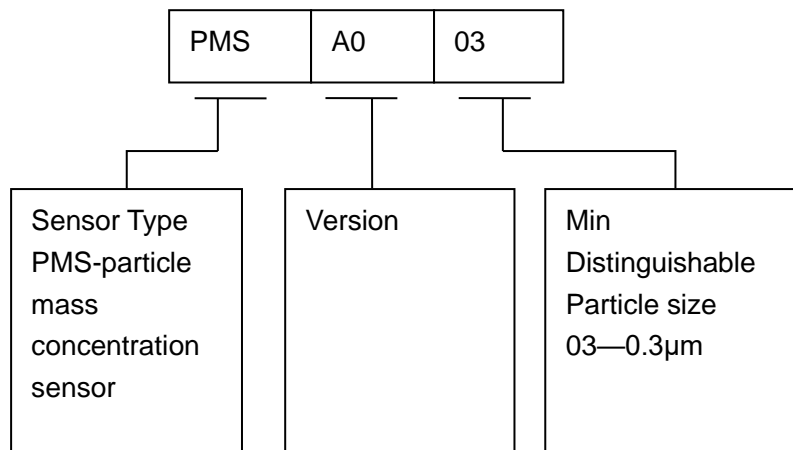 PMS A0 03
Sensor Type
PMS-particle
mass
concentration
sensor
Version
Min
Distinguishable
Particle size
03—0.3μm